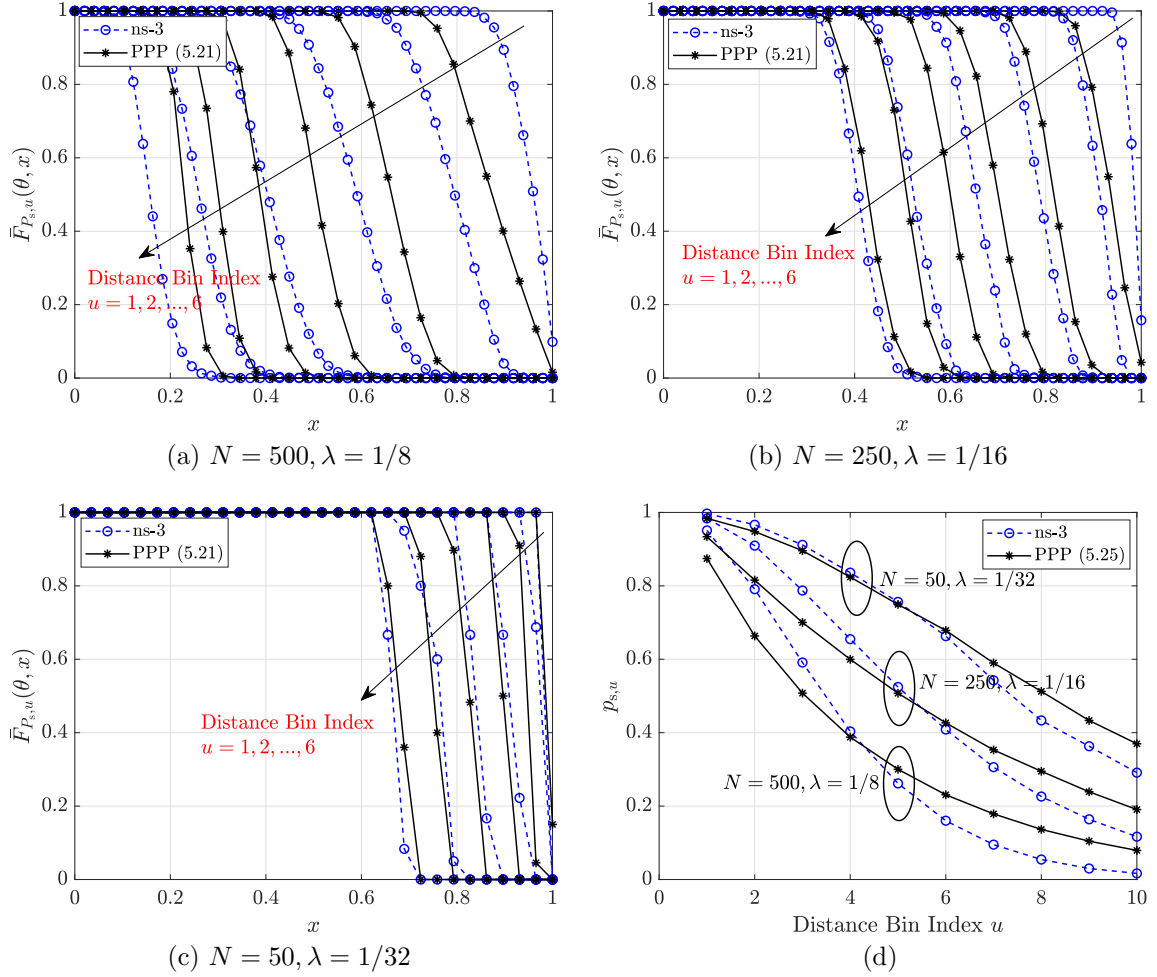 1
0.8
0.6
0.4
0.2
0
F̄_{P_s,u}(θ, x)
ns-3
PPP (5.21)
Distance Bin Index
u = 1, 2, ..., 6
0 0.2 0.4 0.6 0.8 1
x
(a) N = 500, λ = 1/8
1
0.8
0.6
0.4
0.2
0
F̄_{P_s,u}(θ, x)
ns-3
PPP (5.21)
Distance Bin Index
u = 1, 2, ..., 6
0 0.2 0.4 0.6 0.8 1
x
(b) N = 250, λ = 1/16
1
0.8
0.6
0.4
0.2
0
F̄_{P_s,u}(θ, x)
ns-3
PPP (5.21)
Distance Bin Index
u = 1, 2, ..., 6
0 0.2 0.4 0.6 0.8 1
x
(c) N = 50, λ = 1/32
1
0.8
0.6
0.4
0.2
0
p_{s,u}
ns-3
PPP (5.25)
N = 50, λ = 1/32
N = 250, λ = 1/16
N = 500, λ = 1/8
0 2 4 6 8 10
Distance Bin Index u
(d)